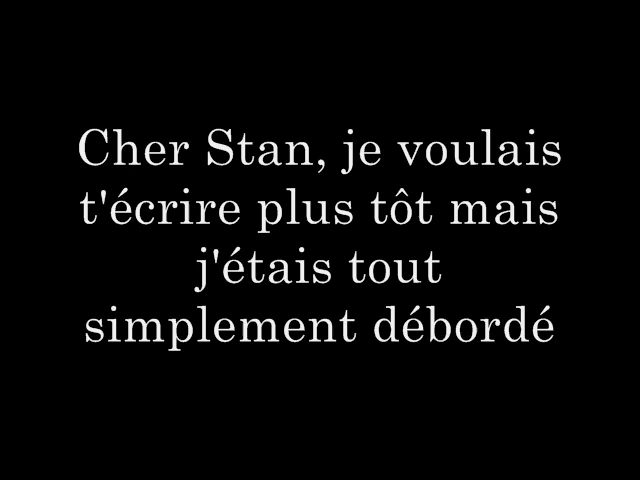 Cher Stan, je voulais
t'écrire plus tôt mais
j'étais tout
simplement débordé